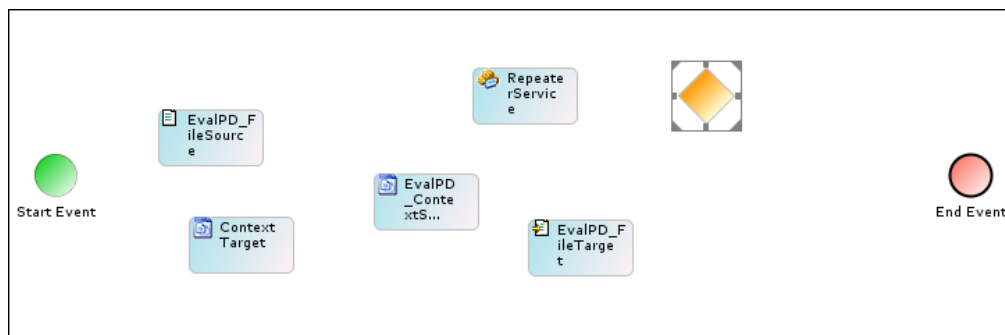 Repeate
rServic
e
EvalPD_F
ileSourc
e
EvalPD
_Conte
xtS...
Start Event
End Event
Context
Target
EvalPD_F
ileTarge
t